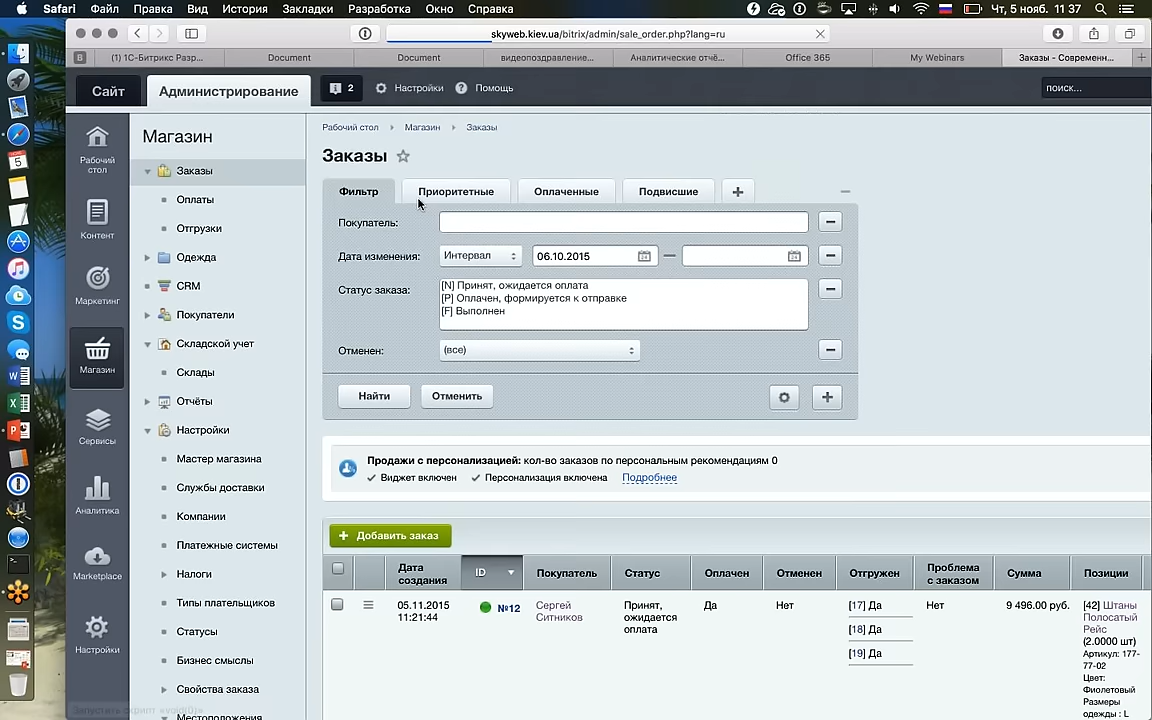 Safari Файл Правка Вид История Закладки Разработка Окно Справка
Чт, 5 нояб. 11 37
skyweb.kiev.ua/bitrix/admin/sale_order.php?lang=ru
(1) 1С-Битрикс Разр... Document Document видеопоздравление... Аналитические отчё... Office 365 My Webinars Заказы - Современн...
Сайт Администрирование 2 Настройки Помощь поиск...
Рабочий стол
Контент
Маркетинг
Магазин
Сервисы
Аналитика
Marketplace
Настройки
Магазин
Заказы
Оплаты
Отгрузки
Одежда
CRM
Покупатели
Складской учет
Склады
Отчёты
Настройки
Мастер магазина
Службы доставки
Компании
Платежные системы
Налоги
Типы плательщиков
Статусы
Бизнес смыслы
Свойства заказа
Местоположения
Запустить скрипт «void(0)»
Рабочий стол Магазин Заказы
Заказы
Фильтр Приоритетные Оплаченные Подвисшие
Покупатель:
Дата изменения: Интервал 06.10.2015
Статус заказа:
[N] Принят, ожидается оплата
[P] Оплачен, формируется к отправке
[F] Выполнен
Отменен: (все)
Найти Отменить
Продажи с персонализацией: кол-во заказов по персональным рекомендациям 0
Виджет включен Персонализация включена Подробнее
Добавить заказ
Дата создания ID Покупатель Статус Оплачен Отменен Отгружен Проблема с заказом Сумма Позиции
05.11.2015 11:21:44
№12
Сергей Ситников
Принят, ожидается оплата
Да
Нет
[17] Да
[18] Да
[19] Да
Нет
9 496.00 руб.
[42] Штаны
Полосатый
Рейс
(2.0000 шт)
Артикул: 177-
77-02
Цвет:
Фиолетовый
Размеры
одежды : L